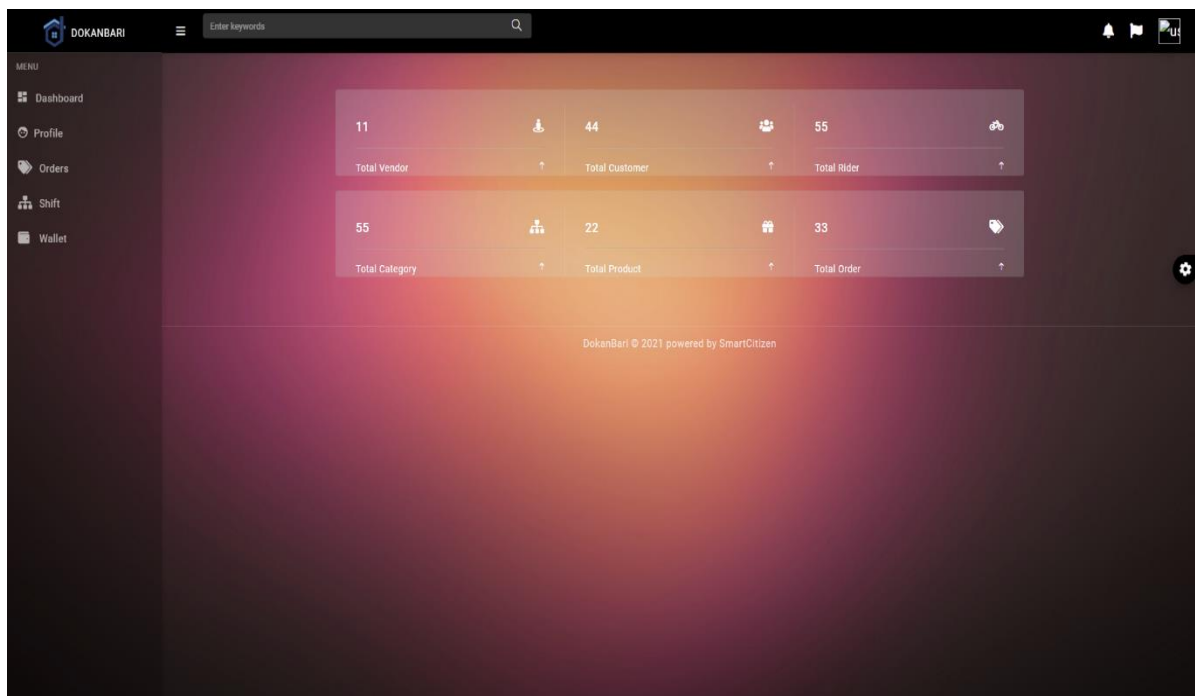 DOKANBARI
Enter keywords
MENU
Dashboard
Profile
Orders
Shift
Wallet
11
44
55
Total Vendor
Total Customer
Total Rider
55
22
33
Total Category
Total Product
Total Order
DokanBari © 2021 powered by SmartCitizen